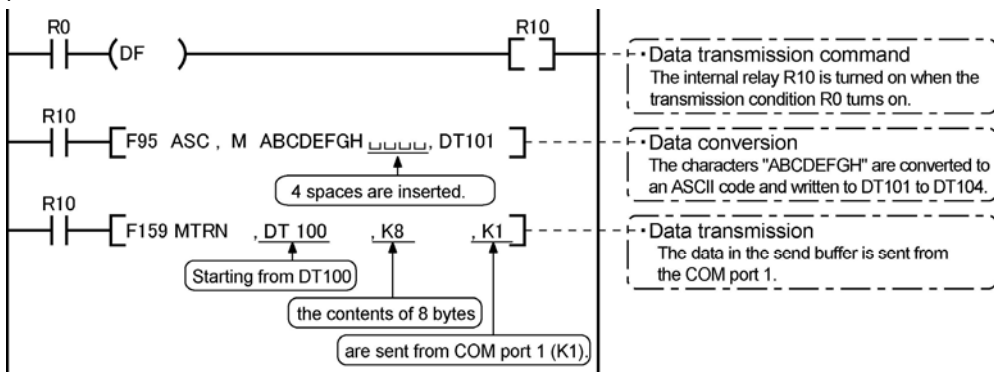 R0
R10
(DF )
・Data transmission command
The internal relay R10 is turned on when the
transmission condition R0 turns on.
R10
F95 ASC , M ABCDEFGH ␣␣␣␣, DT101
・Data conversion
The characters "ABCDEFGH" are converted to
an ASCII code and written to DT101 to DT104.
4 spaces are inserted.
R10
F159 MTRN , DT 100 , K8 , K1
・Data transmission
The data in the send buffer is sent from
the COM port 1.
Starting from DT100
the contents of 8 bytes
are sent from COM port 1 (K1).